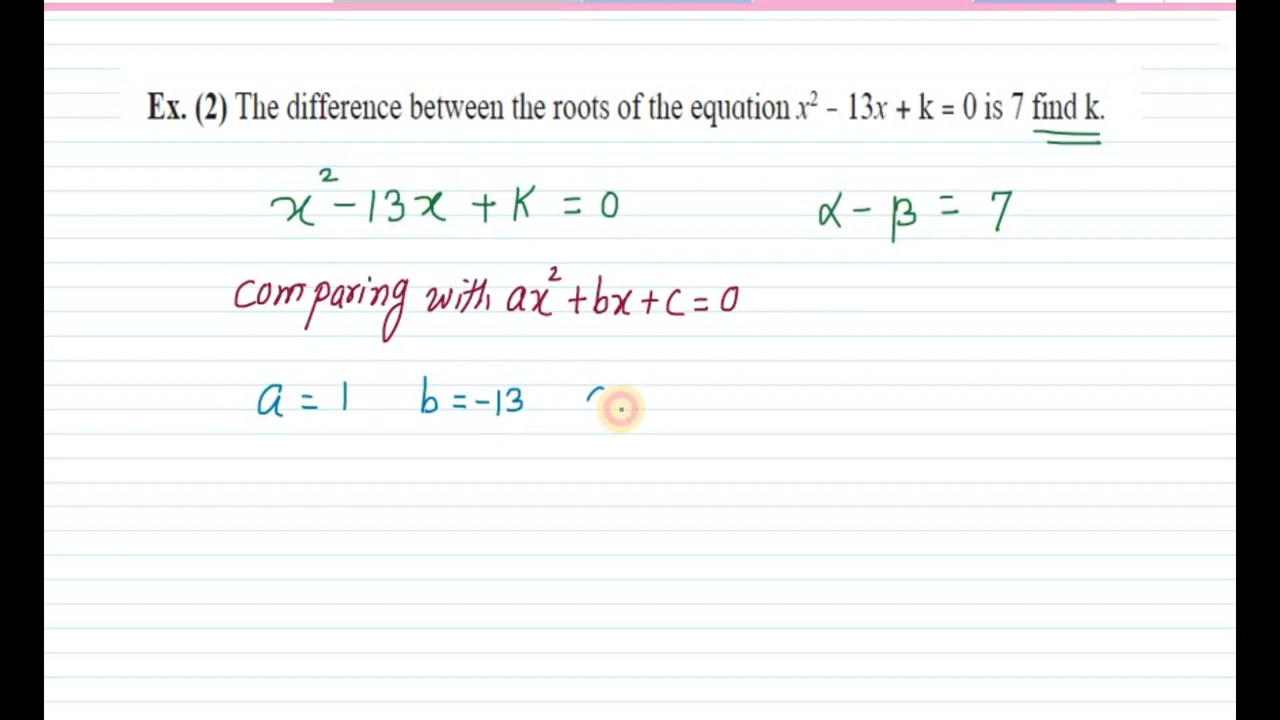 Ex. (2) The difference between the roots of the equation x² - 13x + k = 0 is 7 find k.
x² - 13x + K = 0 α - β = 7
Comparing with ax² + bx + c = 0
a = 1 b = -13